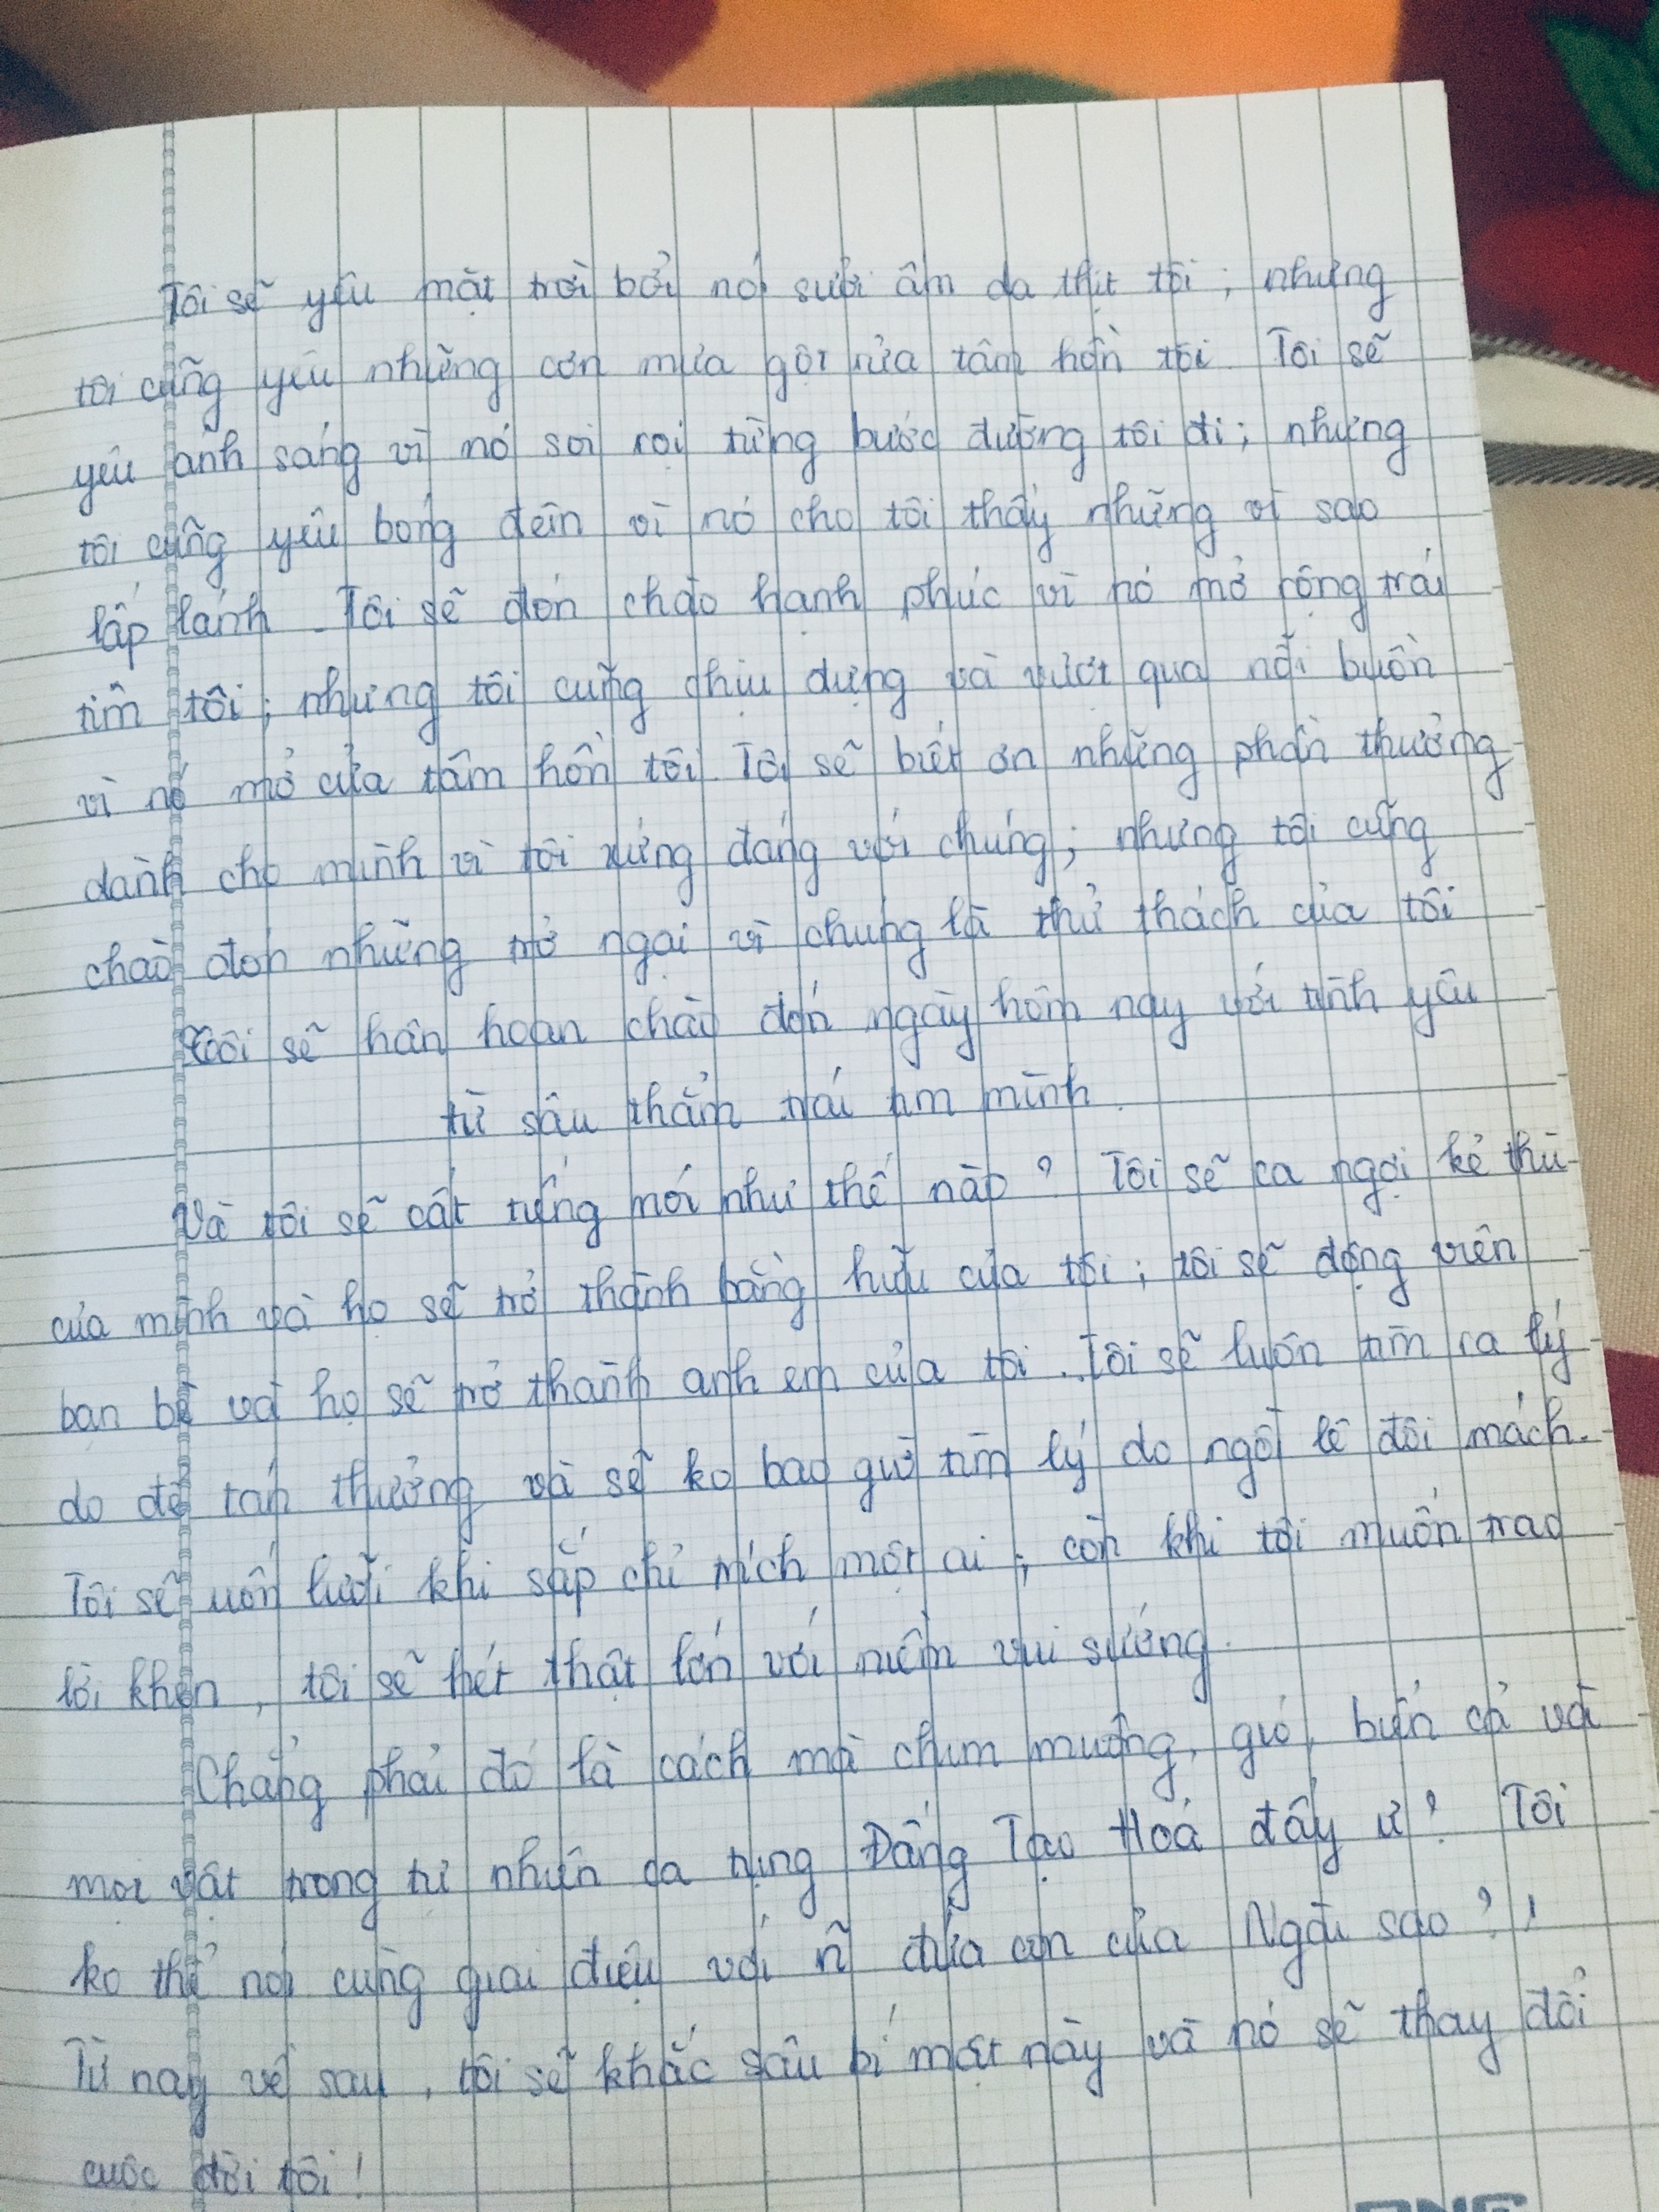 Tôi sẽ yêu mặt trời bởi nó sưởi ấm da thịt tôi ; nhưng
tôi cũng yêu những cơn mưa gột rửa tâm hồn tôi. Tôi sẽ
yêu ánh sáng vì nó soi rọi từng bước đường tôi đi ; nhưng
tôi cũng yêu bóng đêm vì nó cho tôi thấy những vì sao
lấp lánh. Tôi sẽ đón chào hạnh phúc vì nó mở rộng trái
tim tôi ; nhưng tôi cũng chịu đựng và vượt qua nỗi buồn
vì nó mở cửa tâm hồn tôi. Tôi sẽ biết ơn những phần thưởng
dành cho mình vì tôi xứng đáng với chúng ; nhưng tôi cũng
chào đón những trở ngại vì chúng là thử thách của tôi
Tôi sẽ hân hoan chào đón ngày hôm nay với tình yêu
từ sâu thẳm trái tim mình.
Và tôi sẽ cất tiếng mới như thế nào ? Tôi sẽ ca ngợi kẻ thù
của mình và họ sẽ trở thành bằng hữu của tôi ; tôi sẽ động viên
bạn bè và họ sẽ trở thành anh em của tôi. Tôi sẽ luôn tìm ra lý
do để tán thưởng và sẽ ko bao giờ tìm lý do ngồi lê đôi mách.
Tôi sẽ uốn lưỡi khi sắp chỉ trích một ai ; còn khi tôi muốn trao
lời khen , tôi sẽ hét thật lớn với niềm vui sướng.
Chẳng phải đó là cách mà chim muông, gió, biển cả và
mọi vật trong tự nhiên ca tụng Đấng Tạo Hoá đấy ư ? Tôi
ko thể nói cùng giai điệu với ~n đứa con của Ngài sao ? !
Từ nay về sau , tôi sẽ khắc sâu bí mật này và nó sẽ thay đổi
cuộc đời tôi !